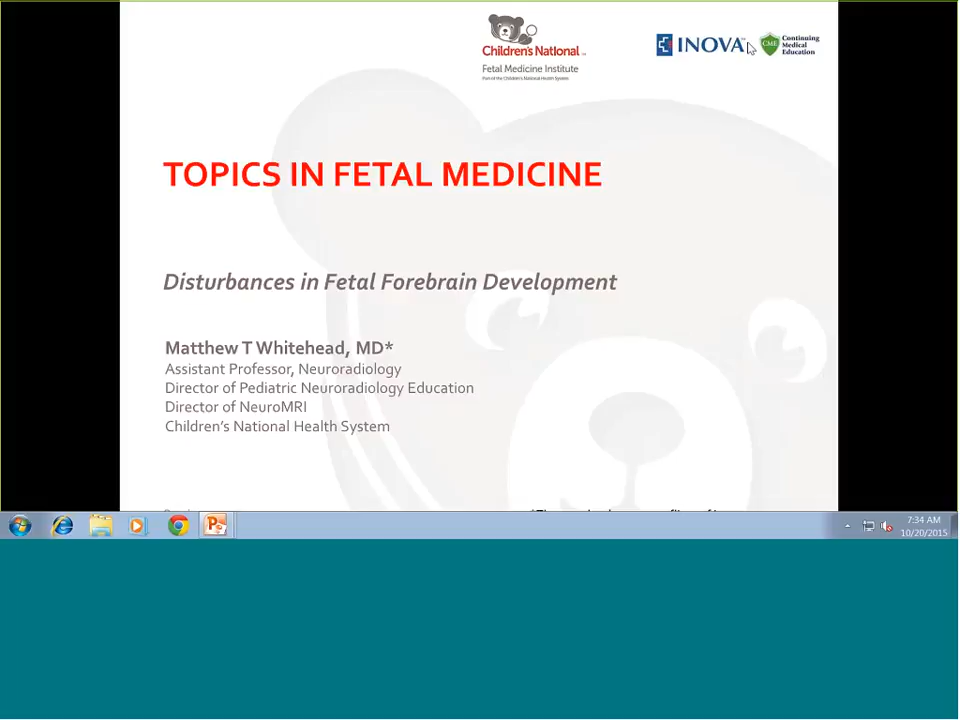 Children's National
Fetal Medicine Institute
Part of the Children's National Health System
INOVA
CME
Continuing
Medical
Education
TOPICS IN FETAL MEDICINE
Disturbances in Fetal Forebrain Development
Matthew T Whitehead, MD*
Assistant Professor, Neuroradiology
Director of Pediatric Neuroradiology Education
Director of NeuroMRI
Children's National Health System
7:34 AM
10/20/2015